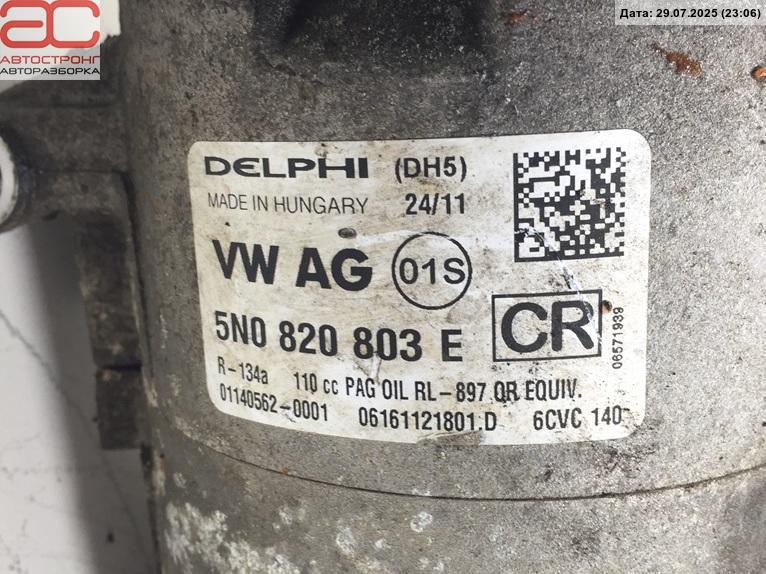 Дата: 29.07.2025 (23:06)
АС
АВТОСТРОНГ
АВТОРАЗБОРКА
DELPHI (DH5)
MADE IN HUNGARY 24/11
VW AG 01S
5N0 820 803 E CR
06571939
R-134a 110 cc PAG OIL RL-897 OR EQUIV.
01140562-0001 06161121801:D 6CVC 140